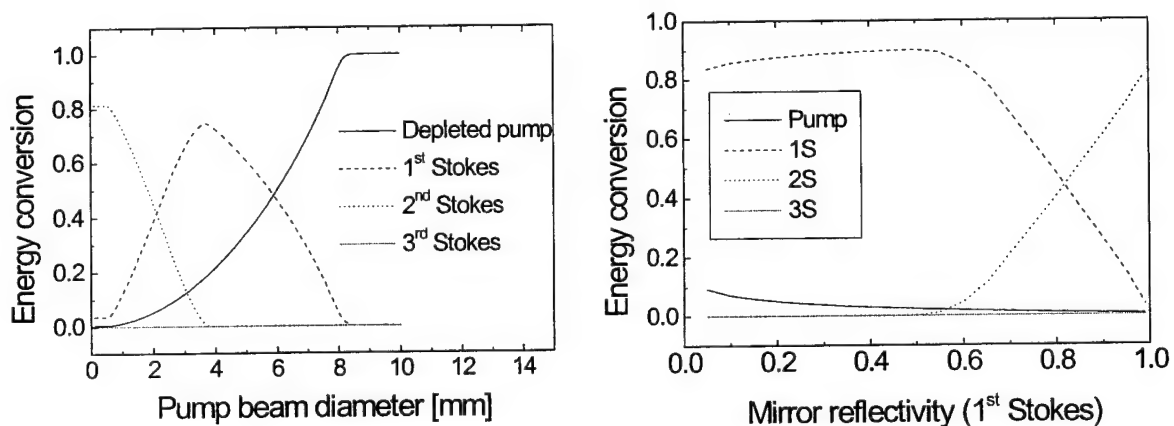 Energy conversion
1.0
0.8
0.6
0.4
0.2
0.0
0 2 4 6 8 10 12 14
Pump beam diameter [mm]
Depleted pump
1st Stokes
2nd Stokes
3rd Stokes
Energy conversion
1.0
0.8
0.6
0.4
0.2
0.0
0.0 0.2 0.4 0.6 0.8 1.0
Mirror reflectivity (1st Stokes)
Pump
1S
2S
3S